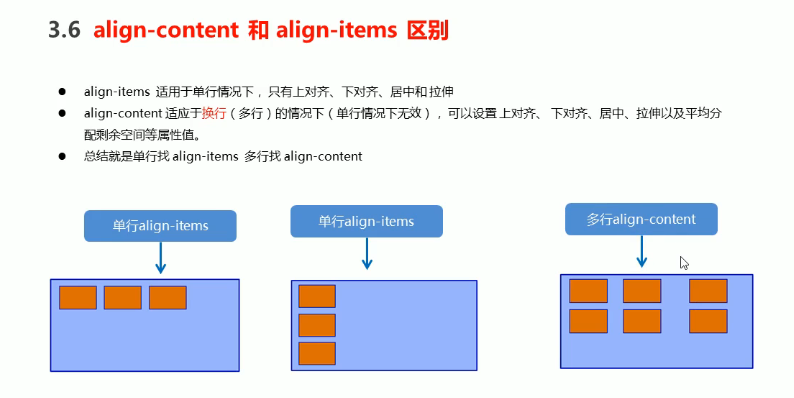 3.6 align-content 和 align-items 区别
● align-items 适用于单行情况下，只有上对齐、下对齐、居中和 拉伸
● align-content 适应于换行（多行）的情况下（单行情况下无效），可以设置 上对齐、下对齐、居中、拉伸以及平均分
配剩余空间等属性值。
● 总结就是单行找 align-items 多行找 align-content
单行align-items
单行align-items
多行align-content